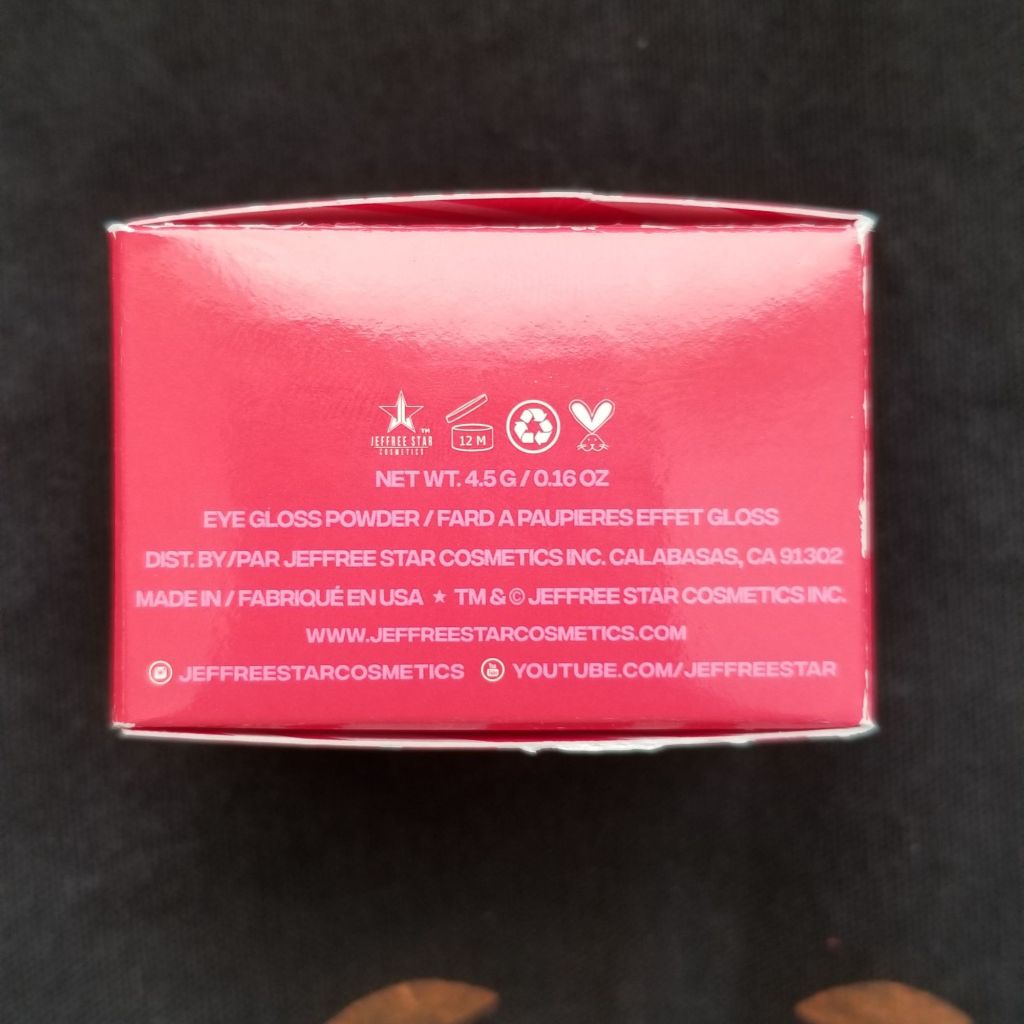 JEFFREE STAR™
COSMETICS
12 M
NET WT. 4.5 G / 0.16 OZ
EYE GLOSS POWDER / FARD A PAUPIERES EFFET GLOSS
DIST. BY/PAR JEFFREE STAR COSMETICS INC. CALABASAS, CA 91302
MADE IN / FABRIQUÉ EN USA ★ TM & © JEFFREE STAR COSMETICS INC.
WWW.JEFFREESTARCOSMETICS.COM
JEFFREESTARCOSMETICS YOUTUBE.COM/JEFFREESTAR